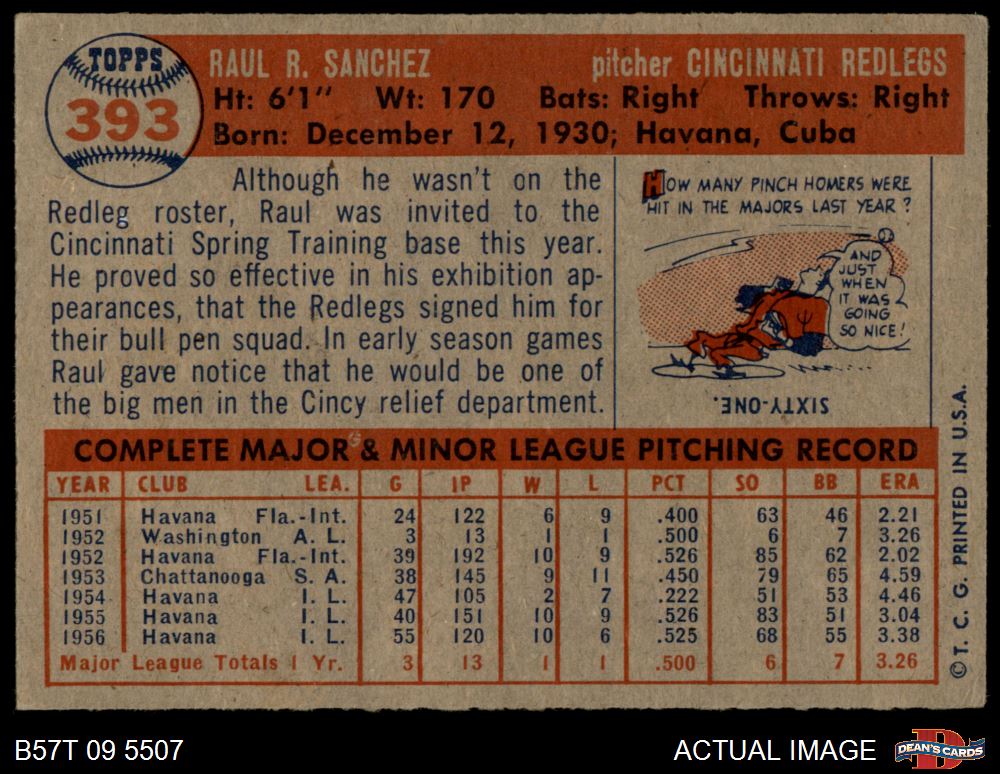 TOPPS
393
RAUL R. SANCHEZ pitcher CINCINNATI REDLEGS
Ht: 6'1" Wt: 170 Bats: Right Throws: Right
Born: December 12, 1930; Havana, Cuba
Although he wasn't on the
Redleg roster, Raul was invited to the
Cincinnati Spring Training base this year.
He proved so effective in his exhibition ap-
pearances, that the Redlegs signed him for
their bull pen squad. In early season games
Raul gave notice that he would be one of
the big men in the Cincy relief department.
HOW MANY PINCH HOMERS WERE
HIT IN THE MAJORS LAST YEAR?
AND
JUST
WHEN
IT WAS
GOING
SO NICE!
SIXTY-ONE.
COMPLETE MAJOR & MINOR LEAGUE PITCHING RECORD
YEAR CLUB LEA. G IP W L PCT SO BB ERA
1951 Havana Fla.-Int. 24 122 6 9 .400 63 46 2.21
1952 Washington A. L. 3 13 1 1 .500 6 7 3.26
1952 Havana Fla.-Int. 39 192 10 9 .526 85 62 2.02
1953 Chattanooga S. A. 38 145 9 11 .450 79 65 4.59
1954 Havana I. L. 47 105 2 7 .222 51 53 4.46
1955 Havana I. L. 40 151 10 9 .526 83 51 3.04
1956 Havana I. L. 55 120 10 6 .525 68 55 3.38
Major League Totals 1 Yr. 3 13 1 1 .500 6 7 3.26
© T. C. G. PRINTED IN U.S.A.
B57T 09 5507 ACTUAL IMAGE
DEAN'S CARDS